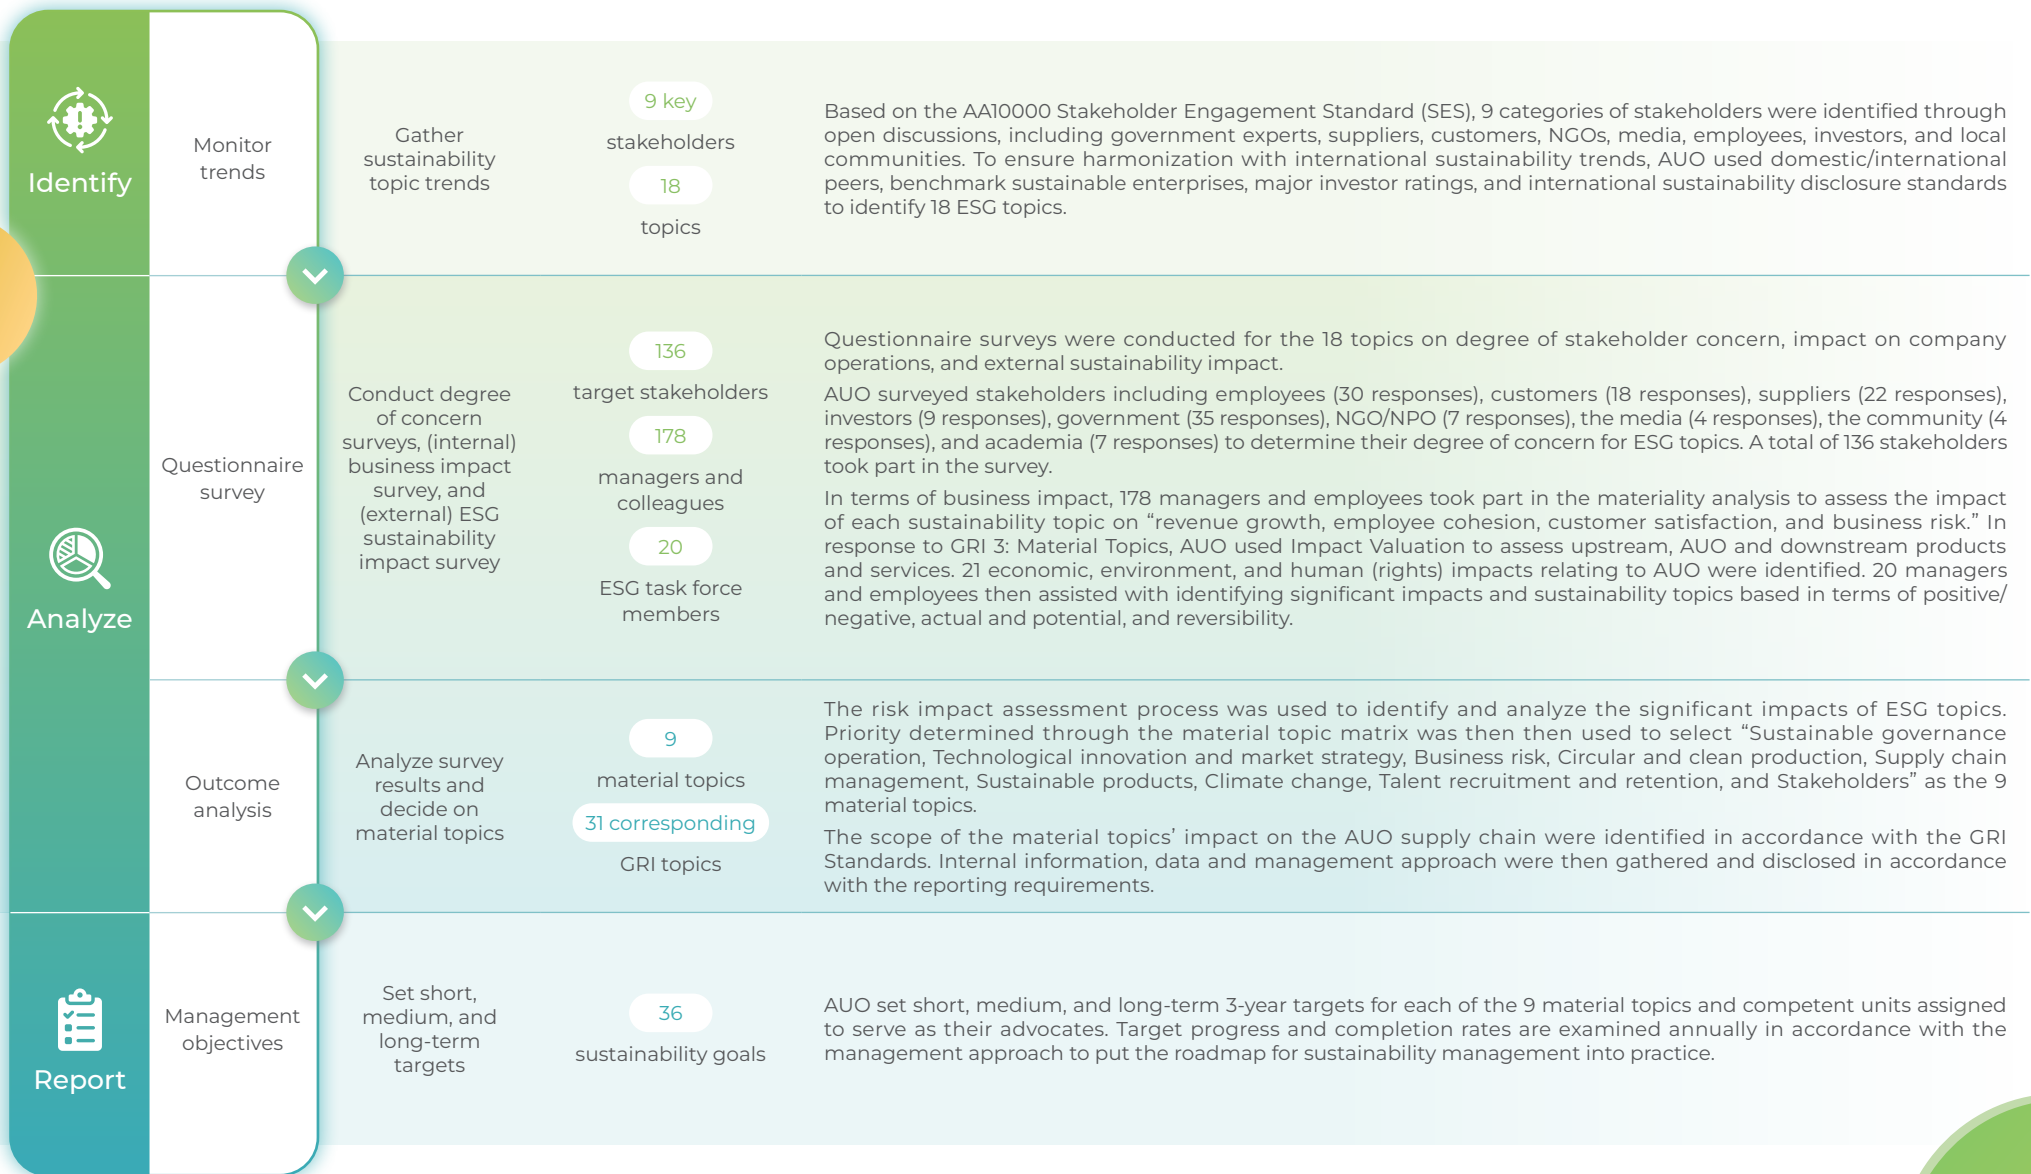 Identify
Monitor
trends
Gather
sustainability
topic trends
9 key
stakeholders
18
topics
Based on the AA10000 Stakeholder Engagement Standard (SES), 9 categories of stakeholders were identified through
open discussions, including government experts, suppliers, customers, NGOs, media, employees, investors, and local
communities. To ensure harmonization with international sustainability trends, AUO used domestic/international
peers, benchmark sustainable enterprises, major investor ratings, and international sustainability disclosure standards
to identify 18 ESG topics.
Analyze
Questionnaire
survey
Conduct degree
of concern
surveys, (internal)
business impact
survey, and
(external) ESG
sustainability
impact survey
136
target stakeholders
178
managers and
colleagues
20
ESG task force
members
Questionnaire surveys were conducted for the 18 topics on degree of stakeholder concern, impact on company
operations, and external sustainability impact.
AUO surveyed stakeholders including employees (30 responses), customers (18 responses), suppliers (22 responses),
investors (9 responses), government (35 responses), NGO/NPO (7 responses), the media (4 responses), the community (4
responses), and academia (7 responses) to determine their degree of concern for ESG topics. A total of 136 stakeholders
took part in the survey.
In terms of business impact, 178 managers and employees took part in the materiality analysis to assess the impact
of each sustainability topic on “revenue growth, employee cohesion, customer satisfaction, and business risk.” In
response to GRI 3: Material Topics, AUO used Impact Valuation to assess upstream, AUO and downstream products
and services. 21 economic, environment, and human (rights) impacts relating to AUO were identified. 20 managers
and employees then assisted with identifying significant impacts and sustainability topics based in terms of positive/
negative, actual and potential, and reversibility.
Outcome
analysis
Analyze survey
results and
decide on
material topics
9
material topics
31 corresponding
GRI topics
The risk impact assessment process was used to identify and analyze the significant impacts of ESG topics.
Priority determined through the material topic matrix was then then used to select “Sustainable governance
operation, Technological innovation and market strategy, Business risk, Circular and clean production, Supply chain
management, Sustainable products, Climate change, Talent recruitment and retention, and Stakeholders” as the 9
material topics.
The scope of the material topics’ impact on the AUO supply chain were identified in accordance with the GRI
Standards. Internal information, data and management approach were then gathered and disclosed in accordance
with the reporting requirements.
Report
Management
objectives
Set short,
medium, and
long-term
targets
36
sustainability goals
AUO set short, medium, and long-term 3-year targets for each of the 9 material topics and competent units assigned
to serve as their advocates. Target progress and completion rates are examined annually in accordance with the
management approach to put the roadmap for sustainability management into practice.